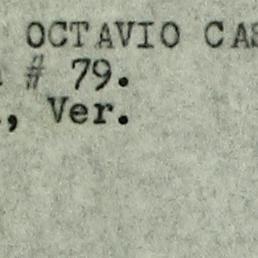 OCTAVIO CAS
# 79.
, Ver.